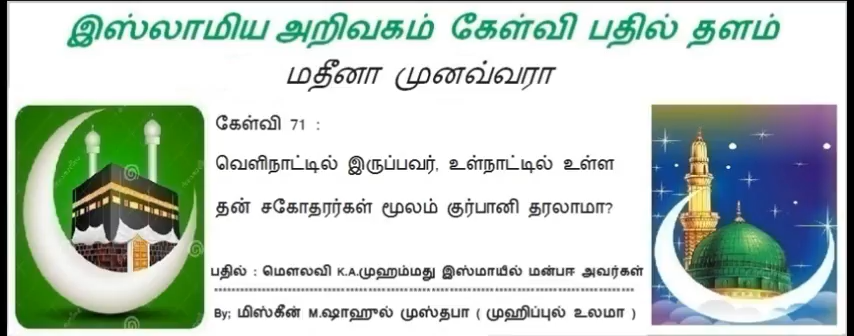 இஸ்லாமிய அறிவகம் கேள்வி பதில் தளம்
மதீனா முனவ்வரா
கேள்வி 71 :
வெளிநாட்டில் இருப்பவர், உள்நாட்டில் உள்ள
தன் சகோதரர்கள் மூலம் குர்பானி தரலாமா?
பதில் : மௌலவி K.A.முஹம்மது இஸ்மாயீல் மன்பஈ அவர்கள்
By; மிஸ்கீன் M.ஷாஹுல் முஸ்தபா ( முஹிப்புல் உலமா )